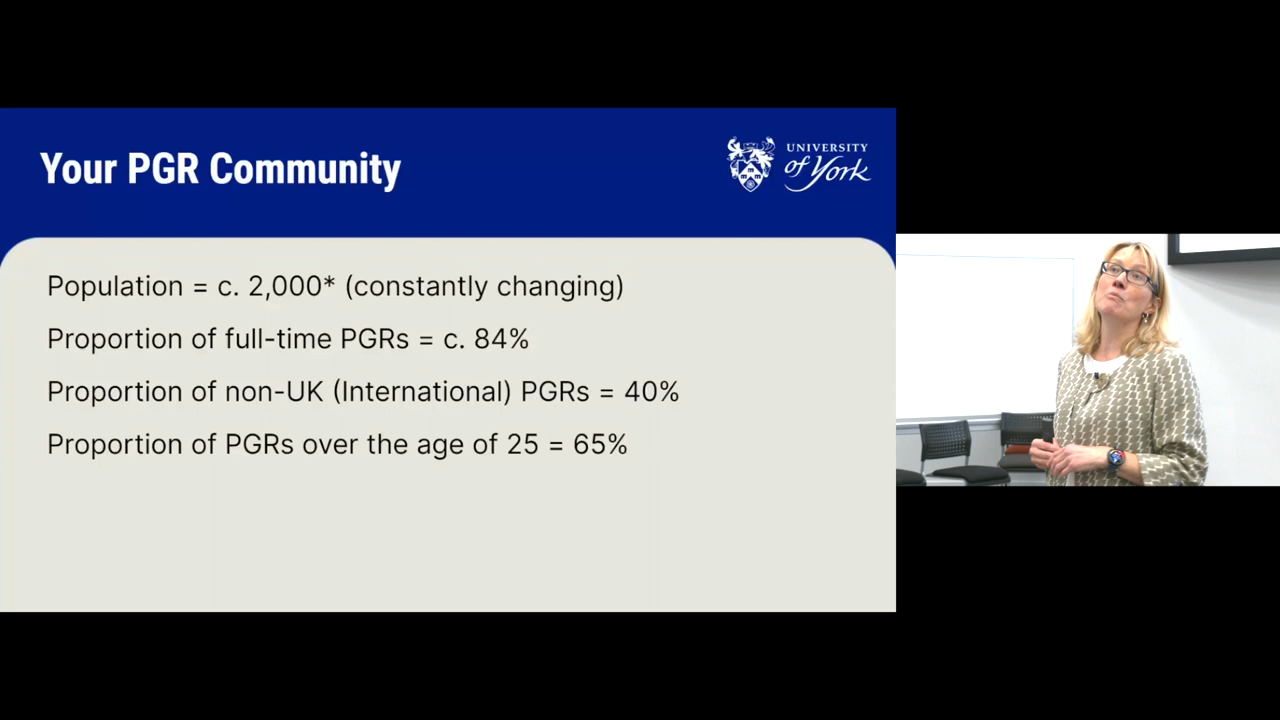 Your PGR Community
UNIVERSITY
of York
Population = c. 2,000* (constantly changing)
Proportion of full-time PGRs = c. 84%
Proportion of non-UK (International) PGRs = 40%
Proportion of PGRs over the age of 25 = 65%